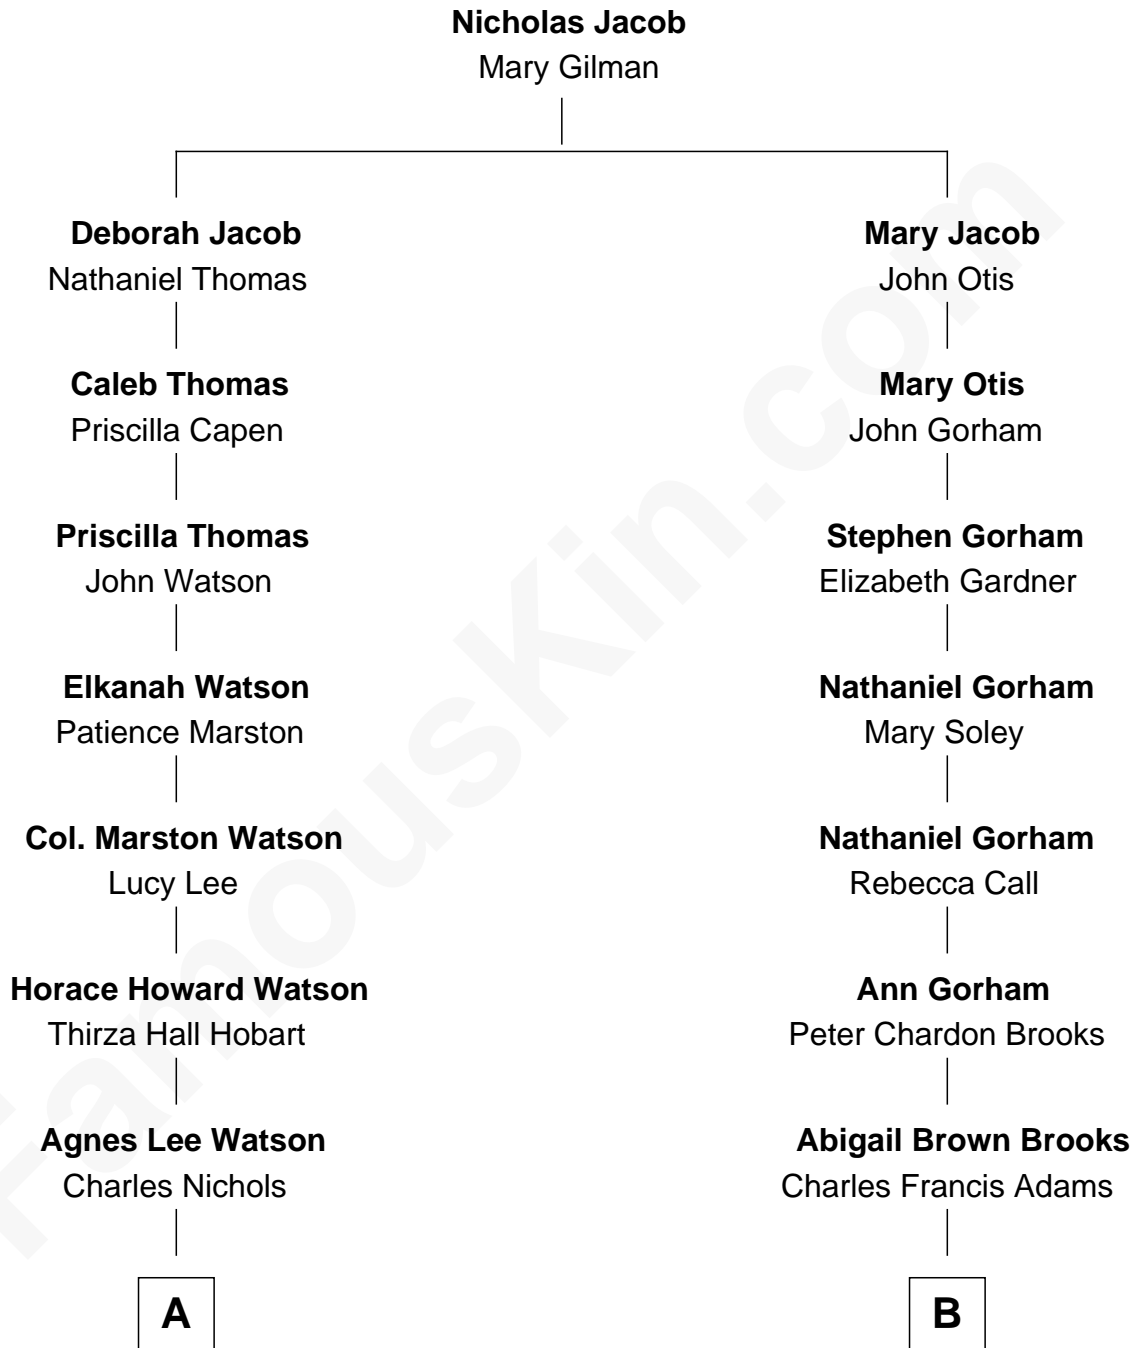 Nicholas Jacob
Mary Gilman
Deborah Jacob
Nathaniel Thomas
Caleb Thomas
Priscilla Capen
Priscilla Thomas
John Watson
Elkanah Watson
Patience Marston
Col. Marston Watson
Lucy Lee
Horace Howard Watson
Thirza Hall Hobart
Agnes Lee Watson
Charles Nichols
A
Mary Jacob
John Otis
Mary Otis
John Gorham
Stephen Gorham
Elizabeth Gardner
Nathaniel Gorham
Mary Soley
Nathaniel Gorham
Rebecca Call
Ann Gorham
Peter Chardon Brooks
Abigail Brown Brooks
Charles Francis Adams
B
FamousKin.com